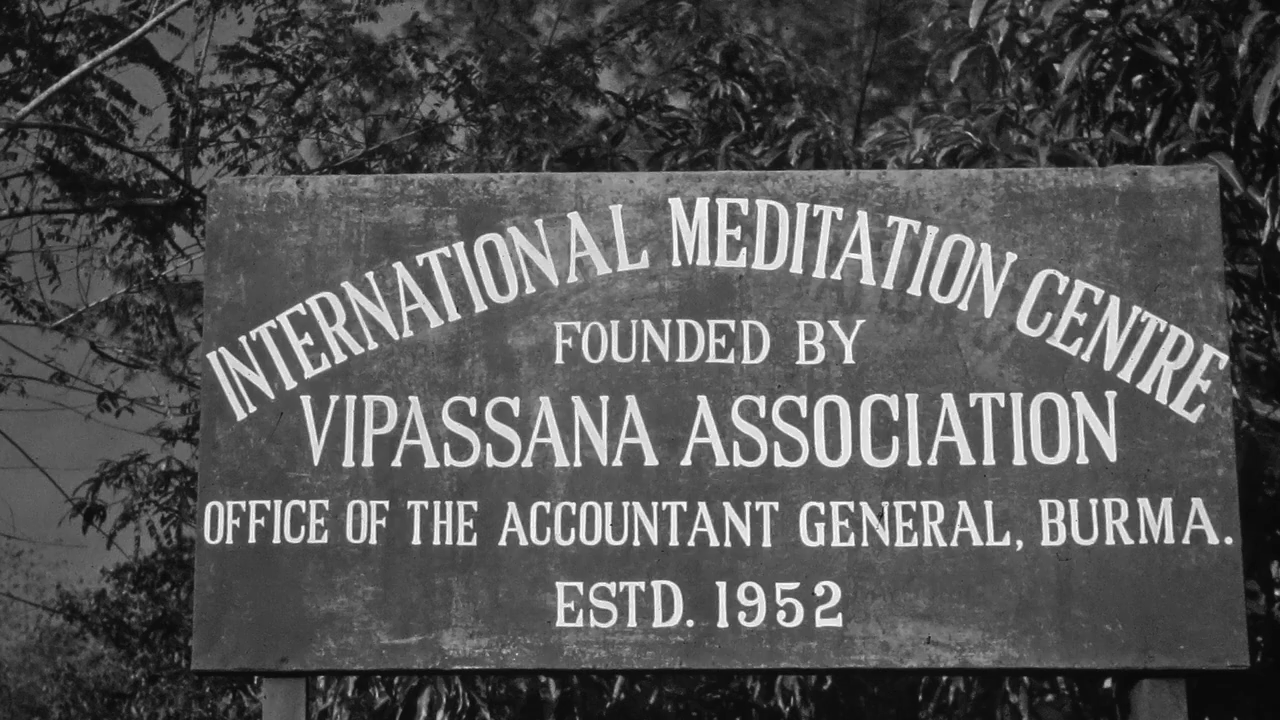 INTERNATIONAL MEDITATION CENTRE
FOUNDED BY
VIPASSANA ASSOCIATION
OFFICE OF THE ACCOUNTANT GENERAL, BURMA.
ESTD. 1952